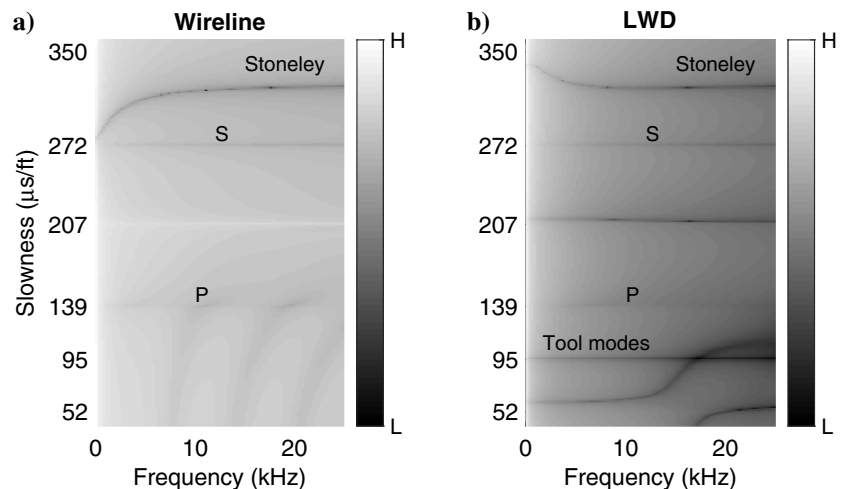 a)
Wireline
350
272
207
139
95
52
Slowness (µs/ft)
Stoneley
S
P
0
10
20
Frequency (kHz)
H
L
b)
LWD
350
272
207
139
95
52
Stoneley
S
P
Tool modes
0
10
20
Frequency (kHz)
H
L